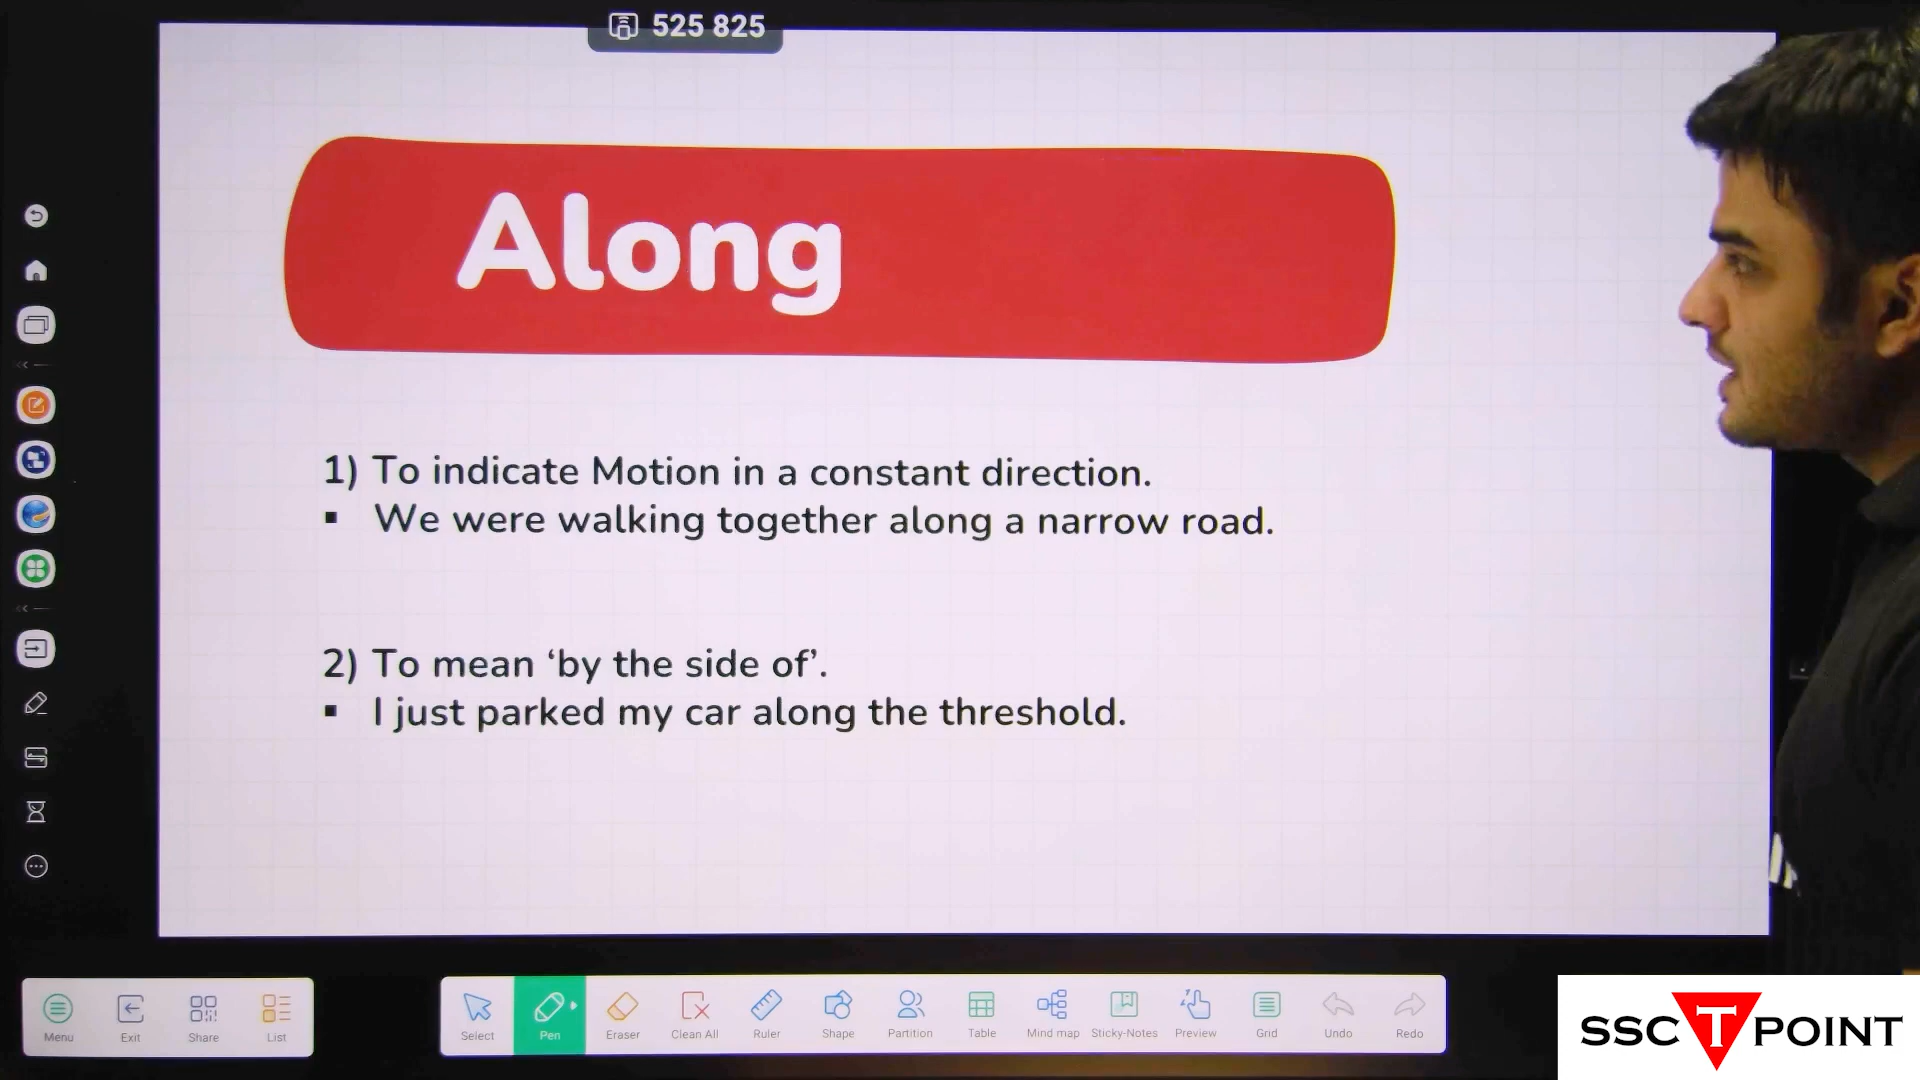 525 825
Along
1) To indicate Motion in a constant direction.
▪ We were walking together along a narrow road.
2) To mean ‘by the side of’.
▪ I just parked my car along the threshold.
Menu Exit Share List
Select Pen Eraser Clean All Ruler Shape Partition Table Mind map Sticky-Notes Preview Grid Undo Redo
SSC T POINT